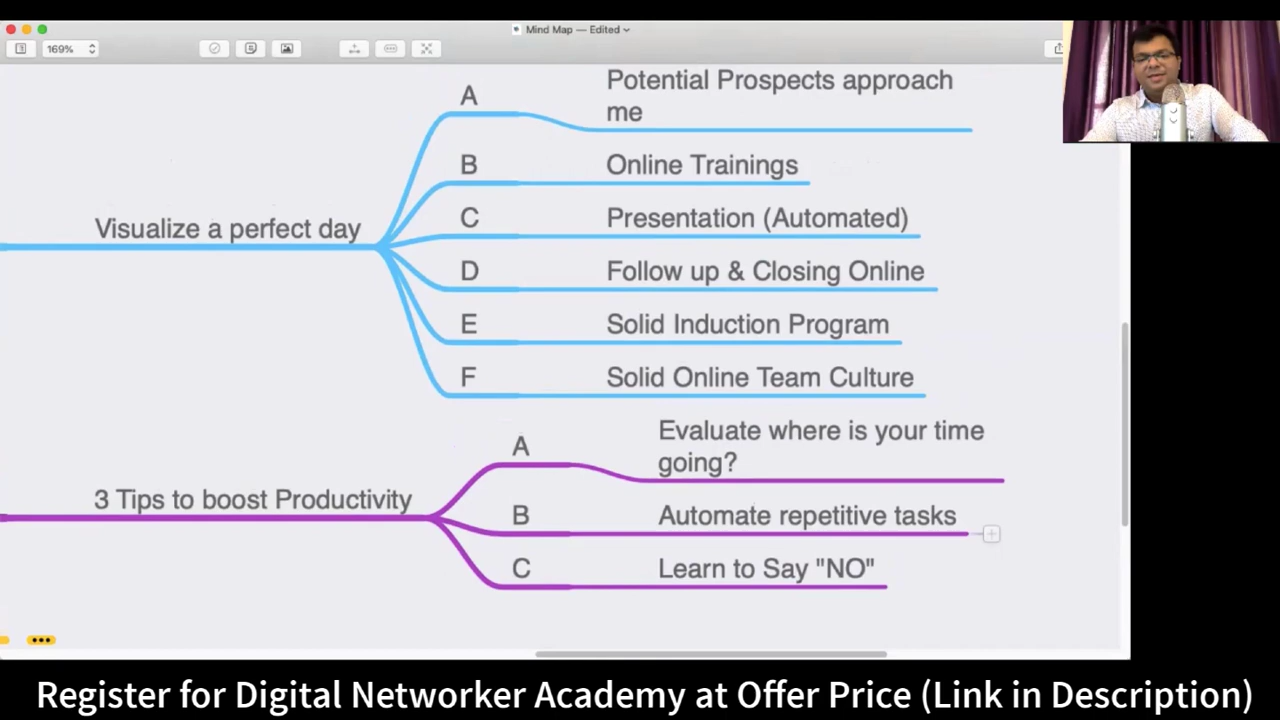 Mind Map — Edited
169%
A
Potential Prospects approach
me
B
Online Trainings
C
Presentation (Automated)
Visualize a perfect day
D
Follow up & Closing Online
E
Solid Induction Program
F
Solid Online Team Culture
A
Evaluate where is your time
going?
3 Tips to boost Productivity
B
Automate repetitive tasks
C
Learn to Say "NO"
Register for Digital Networker Academy at Offer Price (Link in Description)